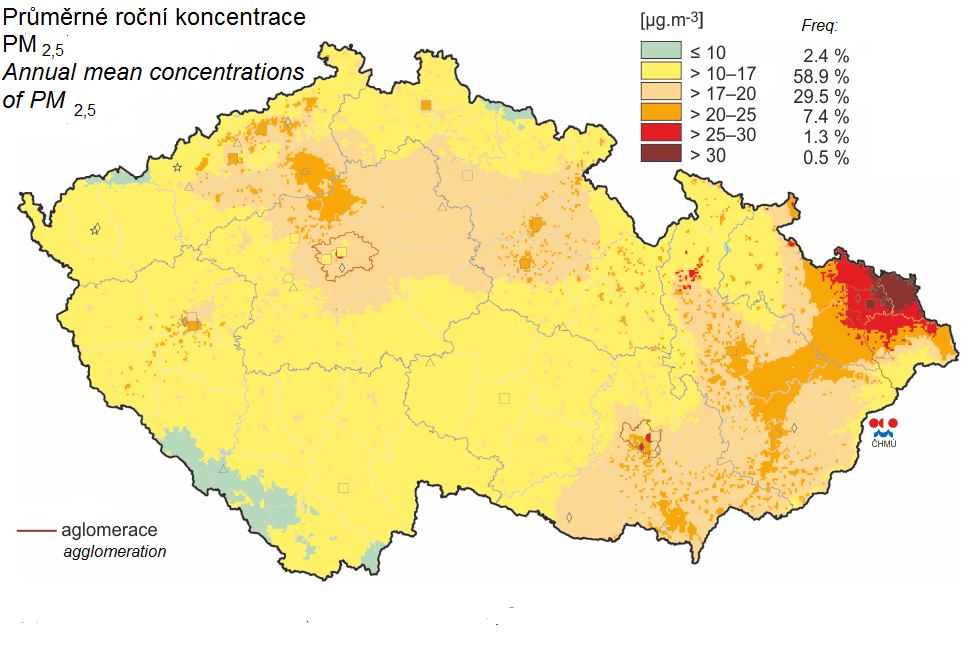 Průměrné roční koncentrace
PM 2,5
Annual mean concentrations
of PM 2,5
[µg.m-3] Freq:
≤ 10 2.4 %
> 10–17 58.9 %
> 17–20 29.5 %
> 20–25 7.4 %
> 25–30 1.3 %
> 30 0.5 %
ČHMÚ
aglomerace
agglomeration